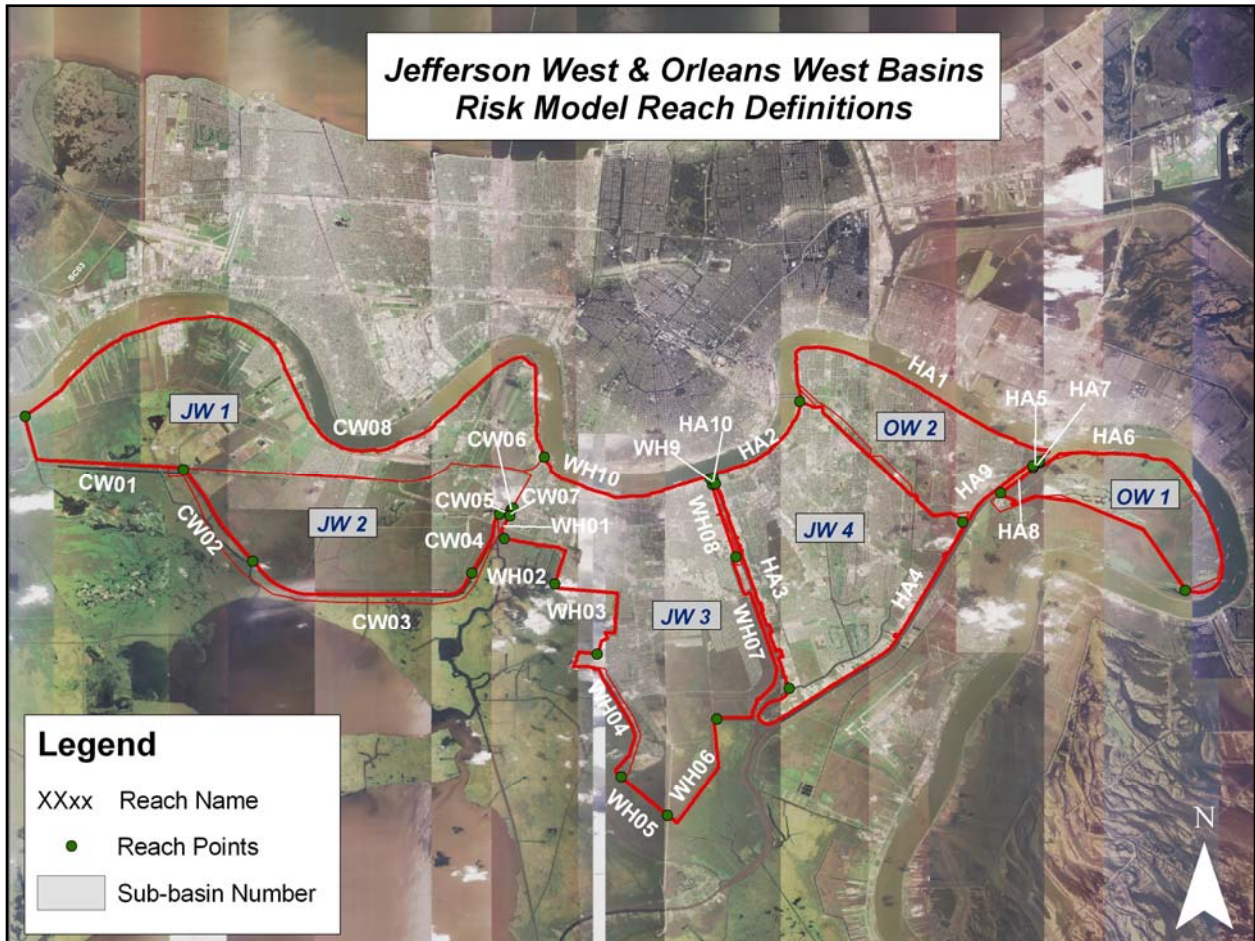 Jefferson West & Orleans West Basins
Risk Model Reach Definitions
SC03
JW 1
CW08
CW01
CW02
JW 2
CW03
CW06
CW05
CW07
WH01
CW04
WH02
WH03
WH10
WH9
HA10
HA2
HA1
HA5
HA7
HA6
OW 2
OW 1
HA9
HA8
WH08
HA3
JW 4
HA4
WH07
JW 3
WH04
WH06
WH05
Legend
XXxx Reach Name
Reach Points
Sub-basin Number
N